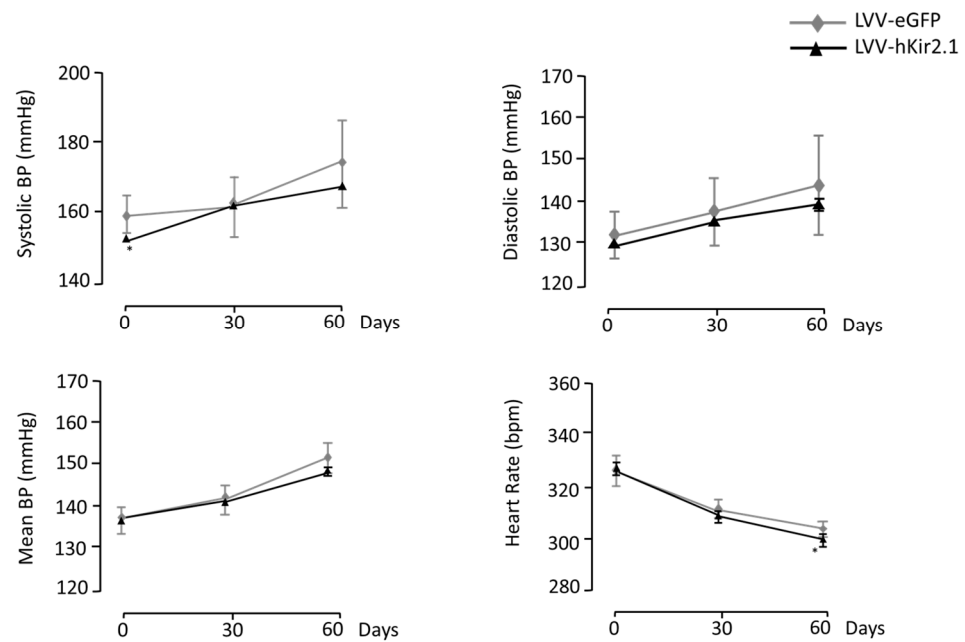 LVV-eGFP
LVV-hKir2.1
Systolic BP (mmHg)
200
180
160
140
*
0 30 60 Days
Diastolic BP (mmHg)
170
160
150
140
130
120
0 30 60 Days
Mean BP (mmHg)
170
160
150
140
130
120
0 30 60 Days
Heart Rate (bpm)
360
340
320
300
280
*
0 30 60 Days